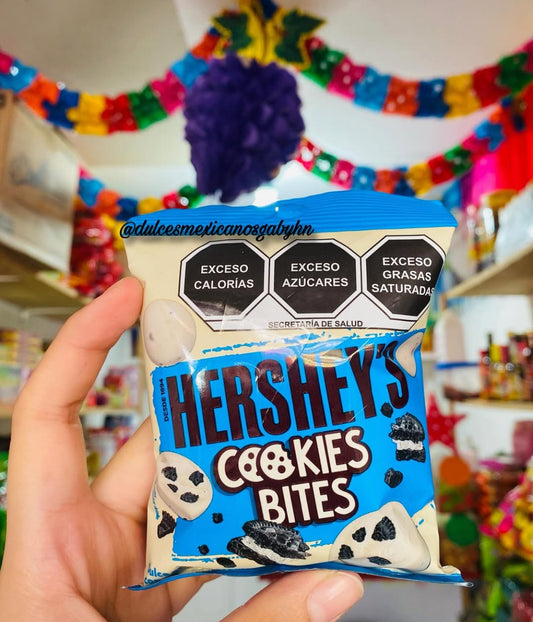 @dulcesmexicanosgabyhn
EXCESO
CALORÍAS
EXCESO
AZÚCARES
EXCESO
GRASAS
SATURADAS
SECRETARÍA DE SALUD
DESDE 1894
HERSHEY'S
COOKIES
BITES